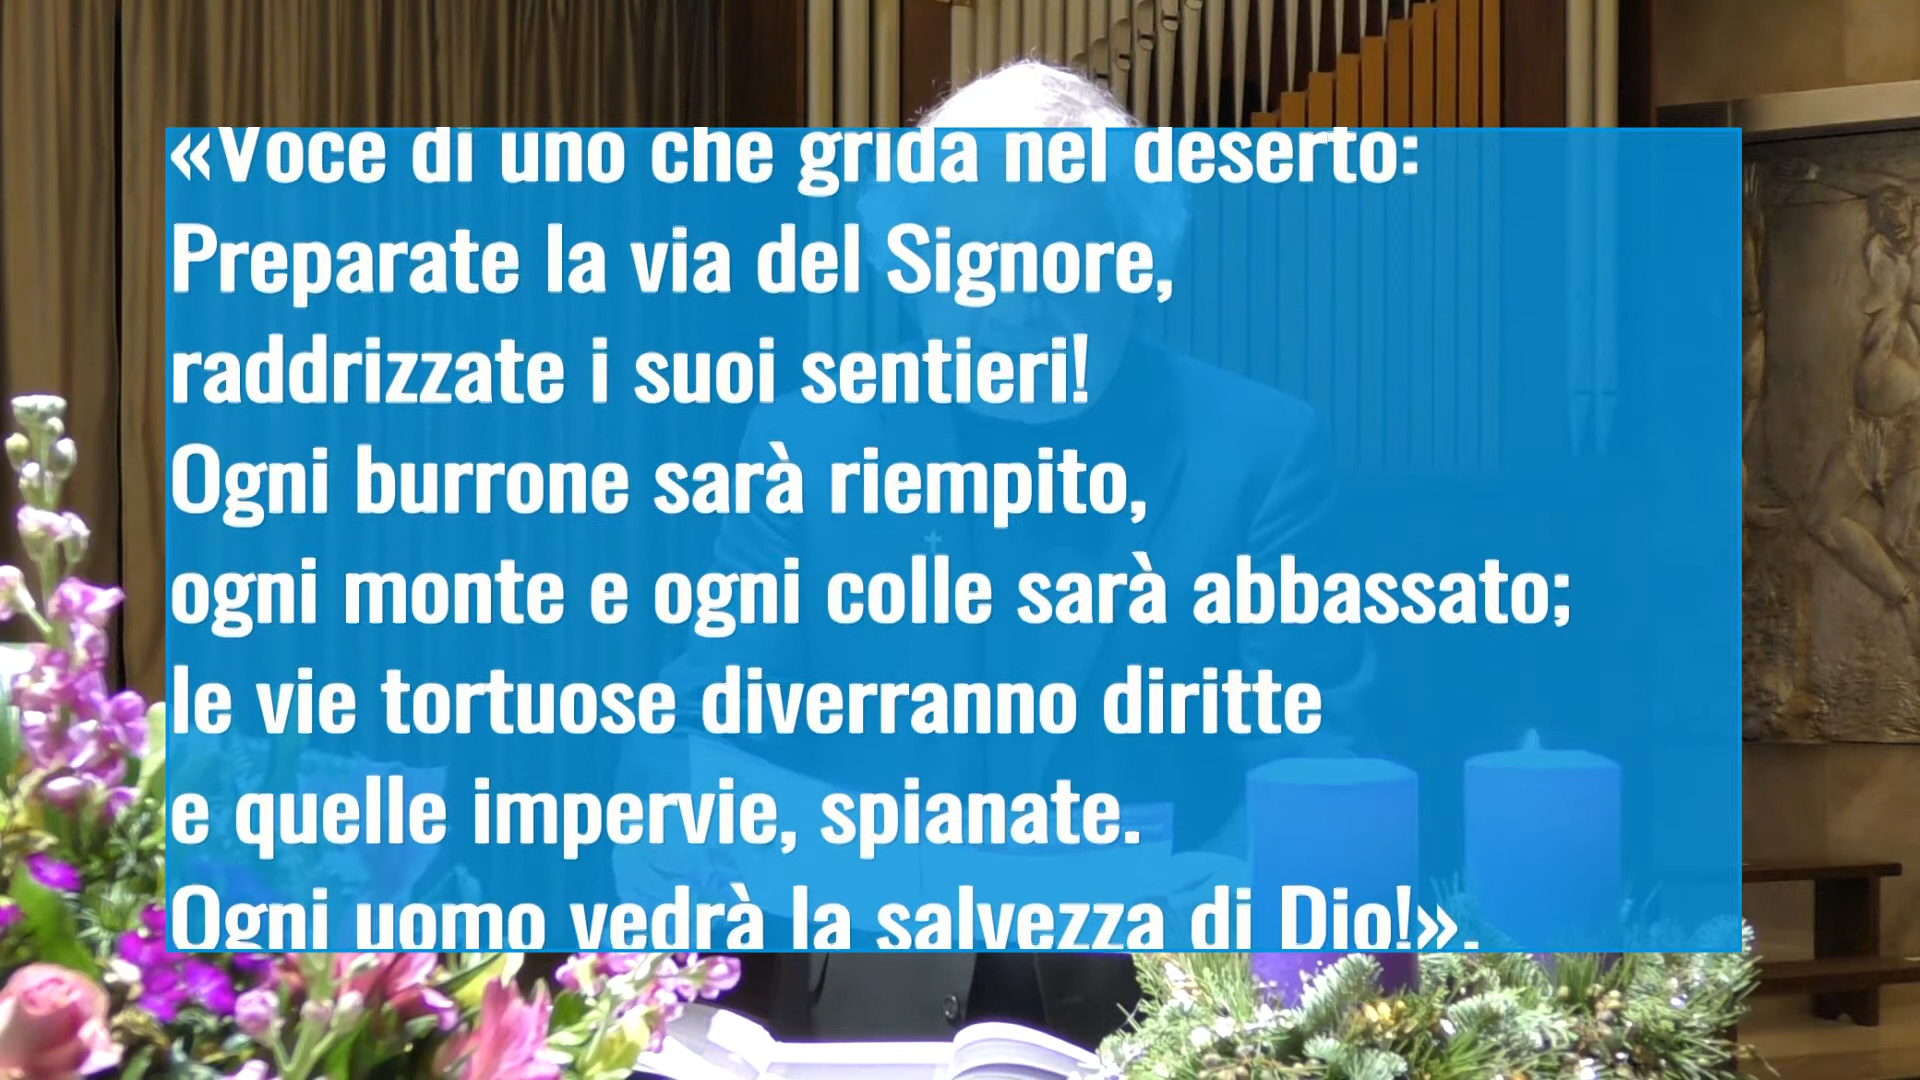 «Voce di uno che grida nel deserto:
Preparate la via del Signore,
raddrizzate i suoi sentieri!
Ogni burrone sarà riempito,
ogni monte e ogni colle sarà abbassato;
le vie tortuose diverranno diritte
e quelle impervie, spianate.
Ogni uomo vedrà la salvezza di Dio!».